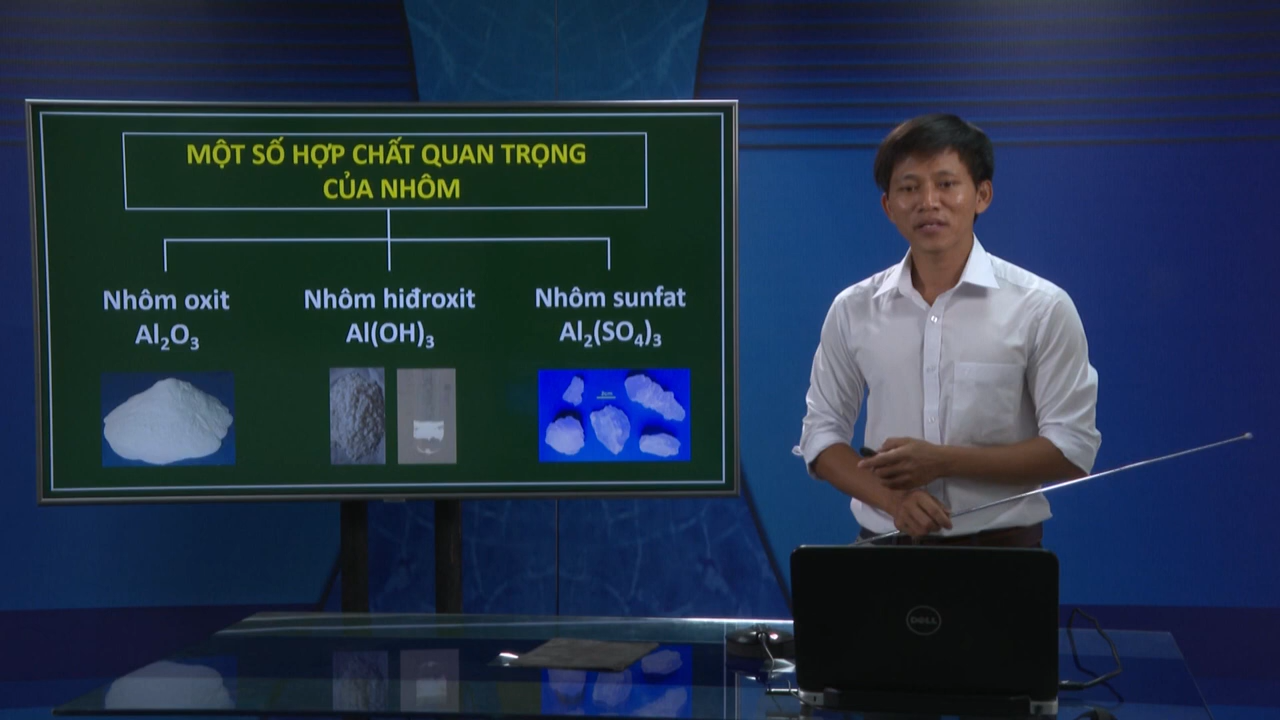 MỘT SỐ HỢP CHẤT QUAN TRỌNG
CỦA NHÔM
Nhôm oxit
Al₂O₃
Nhôm hiđroxit
Al(OH)₃
Nhôm sunfat
Al₂(SO₄)₃
DELL